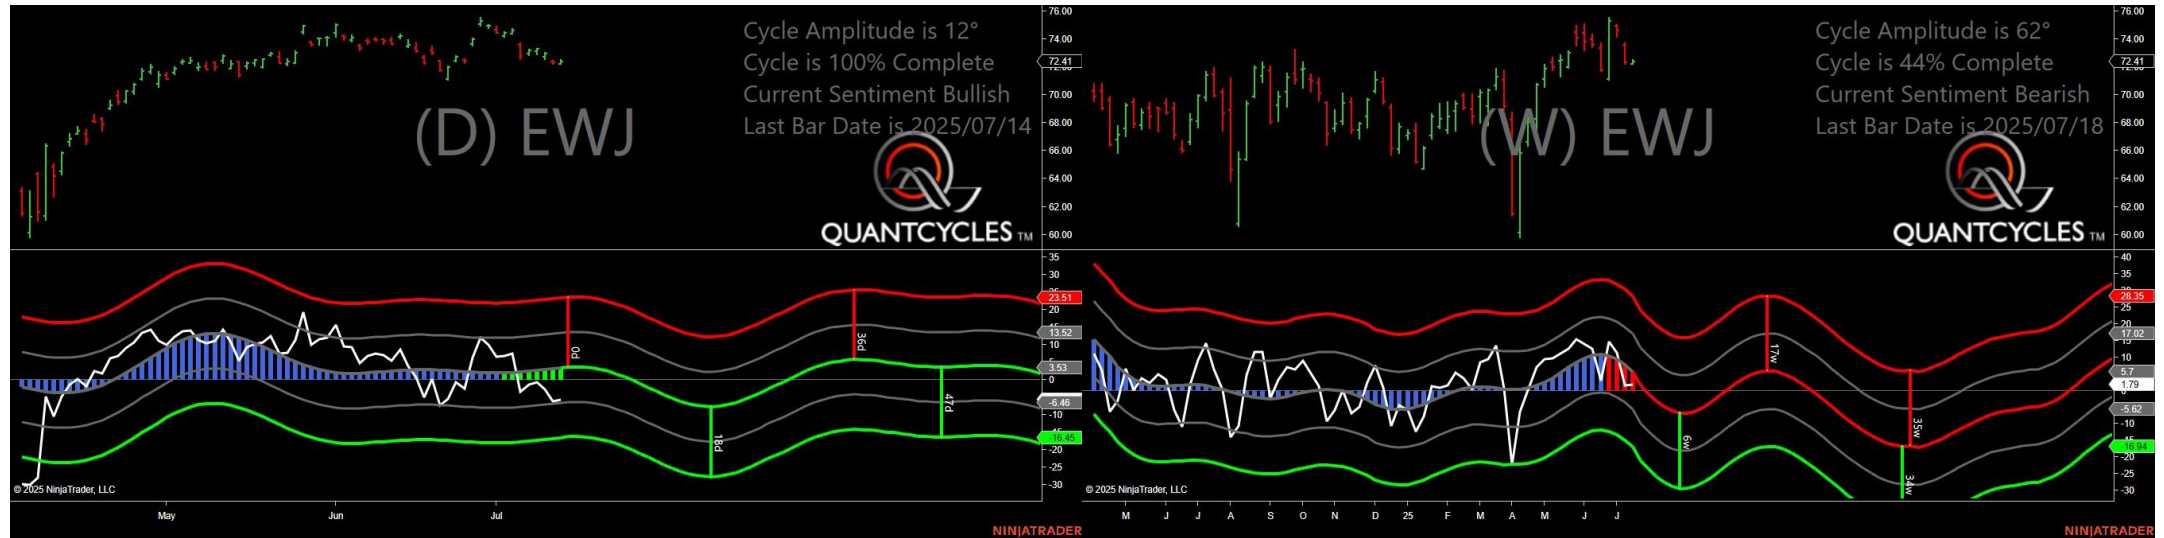 Cycle Amplitude is 12°
Cycle is 100% Complete
Current Sentiment Bullish
Last Bar Date is 2025/07/14
(D) EWJ
QUANTCYCLES TM
76.00
74.00
72.41
70.00
68.00
66.00
64.00
62.00
60.00
35
30
23.51
20
13.52
10
3.53
0
-6.46
-10
-16.45
-20
-25
-30
0d
18d
36d
47d
© 2025 NinjaTrader, LLC
May Jun Jul
NINJATRADER
Cycle Amplitude is 62°
Cycle is 44% Complete
Current Sentiment Bearish
Last Bar Date is 2025/07/18
(W) EWJ
QUANTCYCLES TM
76.00
74.00
72.41
70.00
68.00
66.00
64.00
62.00
60.00
40
35
28.35
20
17.02
10
5.7
1.79
-5.62
-10
-16.94
-20
-25
-30
6w
17w
34w
35w
© 2025 NinjaTrader, LLC
M J J A S O N D 25 F M A M J J
NINJATRADER